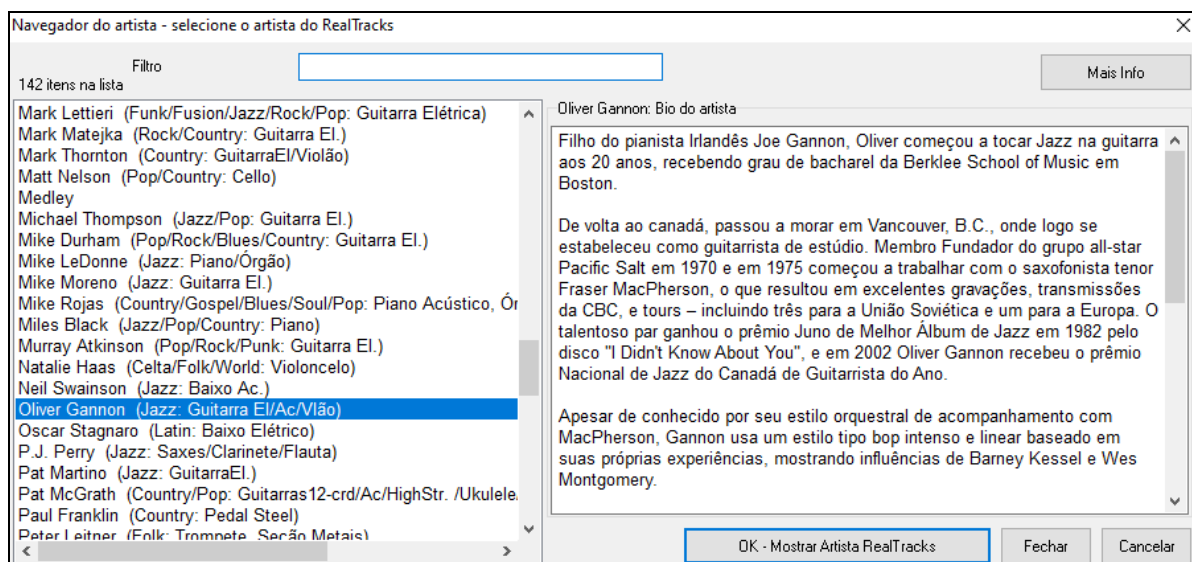 Navegador do artista - selecione o artista do RealTracks
Filtro
142 itens na lista
Mais Info
Mark Lettieri (Funk/Fusion/Jazz/Rock/Pop: Guitarra Elétrica)
Mark Matejka (Rock/Country: Guitarra El.)
Mark Thornton (Country: GuitarraEl/Violão)
Matt Nelson (Pop/Country: Cello)
Medley
Michael Thompson (Jazz/Pop: Guitarra El.)
Mike Durham (Pop/Rock/Blues/Country: Guitarra El.)
Mike LeDonne (Jazz: Piano/Órgão)
Mike Moreno (Jazz: Guitarra El.)
Mike Rojas (Country/Gospel/Blues/Soul/Pop: Piano Acústico, Ór
Miles Black (Jazz/Pop/Country: Piano)
Murray Atkinson (Pop/Rock/Punk: Guitarra El.)
Natalie Haas (Celta/Folk/World: Violoncelo)
Neil Swainson (Jazz: Baixo Ac.)
Oliver Gannon (Jazz: Guitarra El/Ac/Vlão)
Oscar Stagnaro (Latin: Baixo Elétrico)
P.J. Perry (Jazz: Saxes/Clarinete/Flauta)
Pat Martino (Jazz: GuitarraEl.)
Pat McGrath (Country/Pop: Guitarras12-crd/Ac/HighStr. /Ukulele.
Paul Franklin (Country: Pedal Steel)
Peter Leitner (Folk: Trompete, Seção Metais)
Oliver Gannon: Bio do artista
Filho do pianista Irlandês Joe Gannon, Oliver começou a tocar Jazz na guitarra
aos 20 anos, recebendo grau de bacharel da Berklee School of Music em
Boston.
De volta ao canadá, passou a morar em Vancouver, B.C., onde logo se
estabeleceu como guitarrista de estúdio. Membro Fundador do grupo all-star
Pacific Salt em 1970 e em 1975 começou a trabalhar com o saxofonista tenor
Fraser MacPherson, o que resultou em excelentes gravações, transmissões
da CBC, e tours – incluindo três para a União Soviética e um para a Europa. O
talentoso par ganhou o prêmio Juno de Melhor Álbum de Jazz em 1982 pelo
disco "I Didn't Know About You", e em 2002 Oliver Gannon recebeu o prêmio
Nacional de Jazz do Canadá de Guitarrista do Ano.
Apesar de conhecido por seu estilo orquestral de acompanhamento com
MacPherson, Gannon usa um estilo tipo bop intenso e linear baseado em
suas próprias experiências, mostrando influências de Barney Kessel e Wes
Montgomery.
OK - Mostrar Artista RealTracks
Fechar
Cancelar